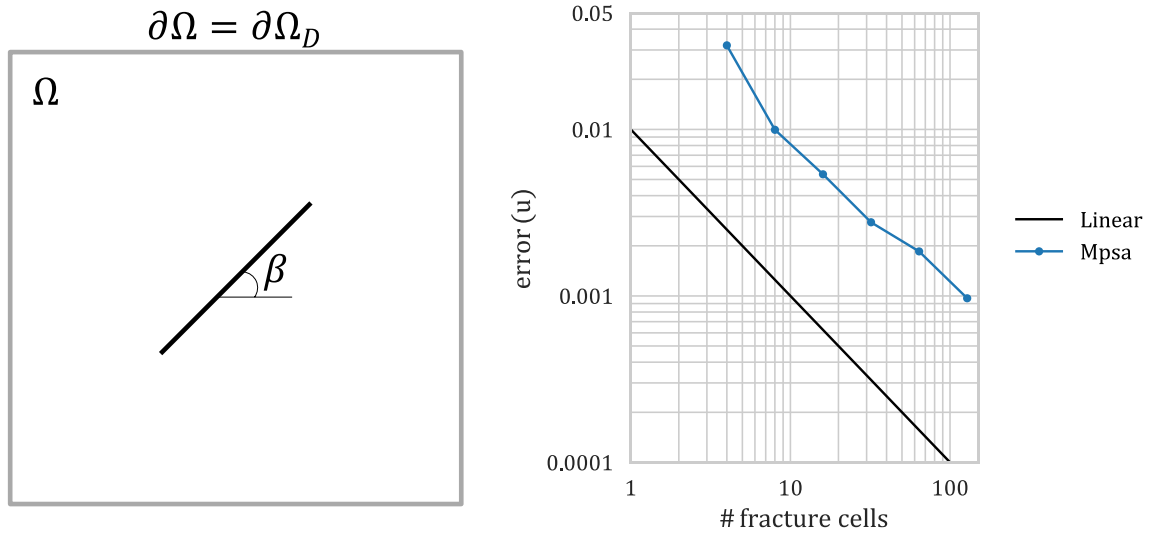 ∂Ω = ∂Ω_D
Ω
β
0.05
0.01
0.001
0.0001
error (u)
1 10 100
# fracture cells
Linear
Mpsa